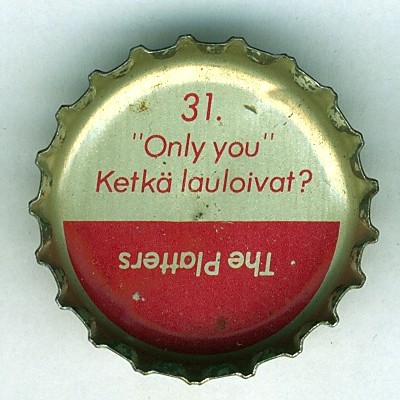 31.
"Only you"
Ketkä lauloivat?
The Platters